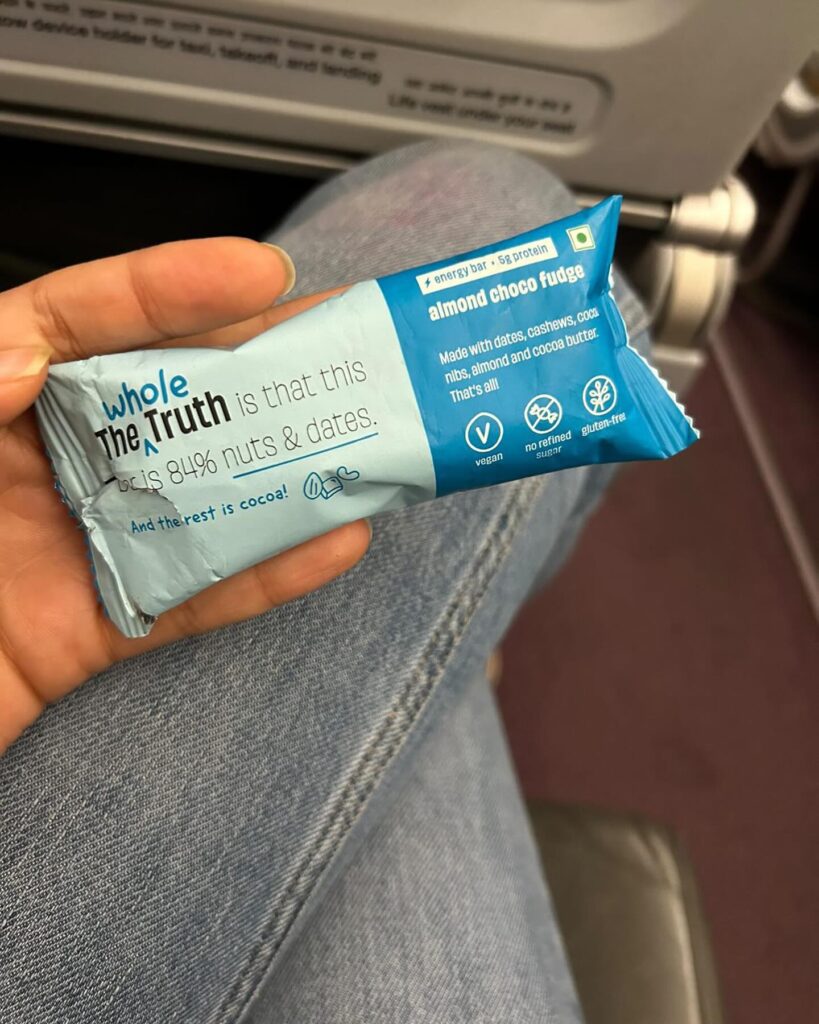 device holder for taxi, takeoff, and landing
Life vest under your seat
energy bar • 5g protein
almond choco fudge
Made with dates, cashews, cocoa
nibs, almond and cocoa butter.
That's all!
vegan
no refined
sugar
gluten-free
whole
The Truth is that this
bar is 84% nuts & dates.
And the rest is cocoa!